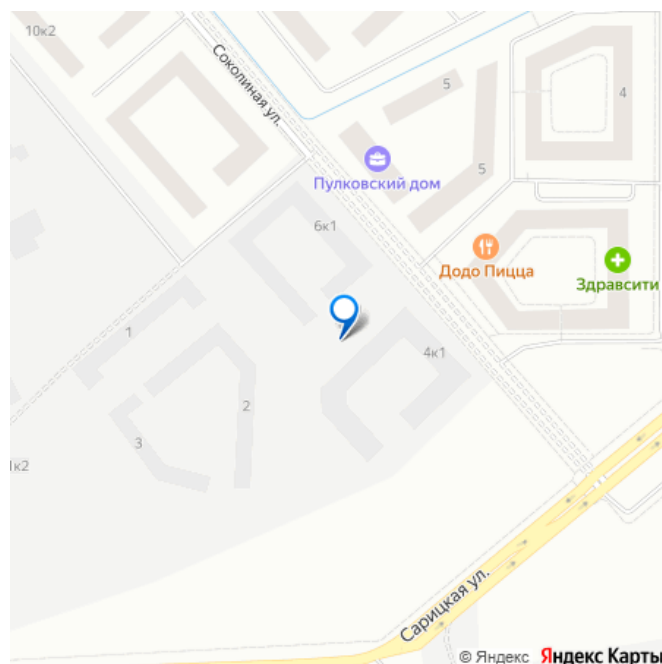 10к2
Соколиная ул.
5
4
Пулковский дом
5
6к1
Додо Пицца
Здравсити
1
4к1
2
3
1к2
Сарицкая ул.
© Яндекс Яндекс Карты